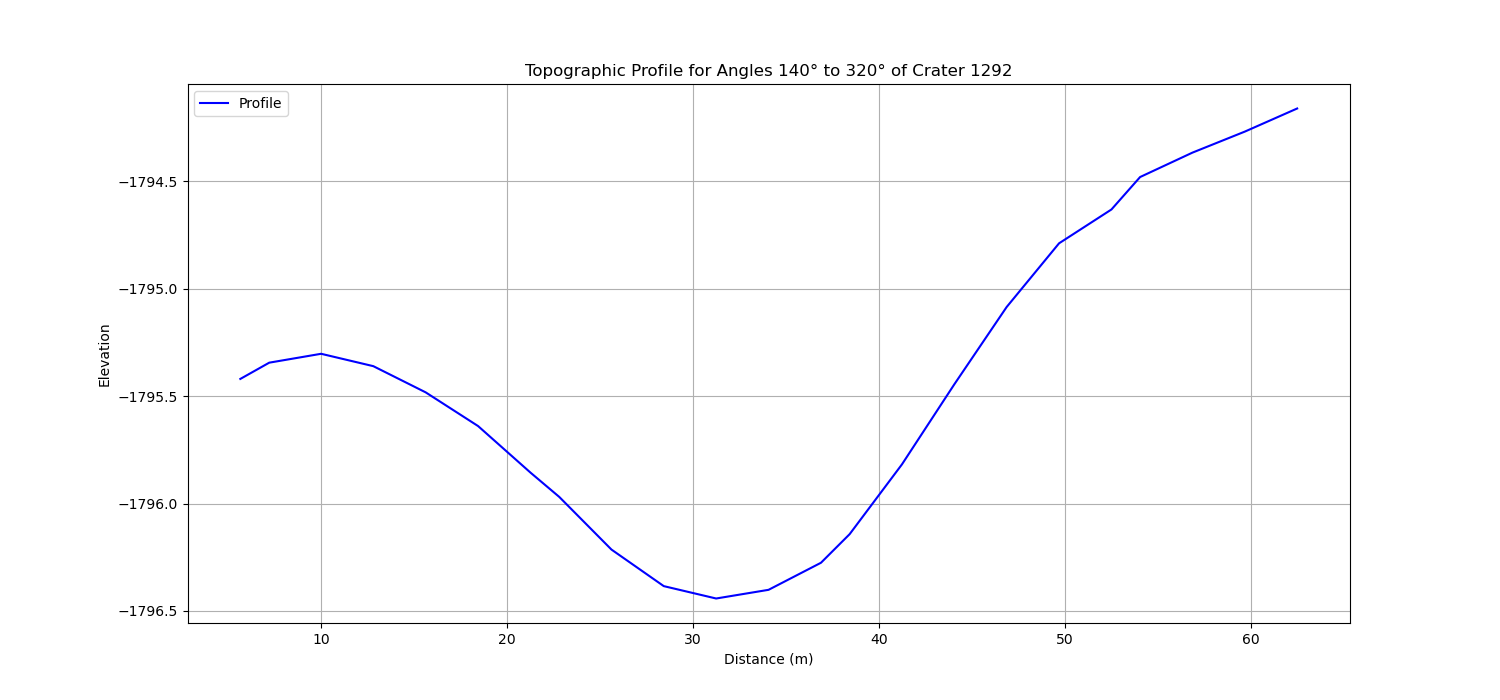 Topographic Profile for Angles 140° to 320° of Crater 1292
Profile
Elevation
−1794.5
−1795.0
−1795.5
−1796.0
−1796.5
10 20 30 40 50 60
Distance (m)